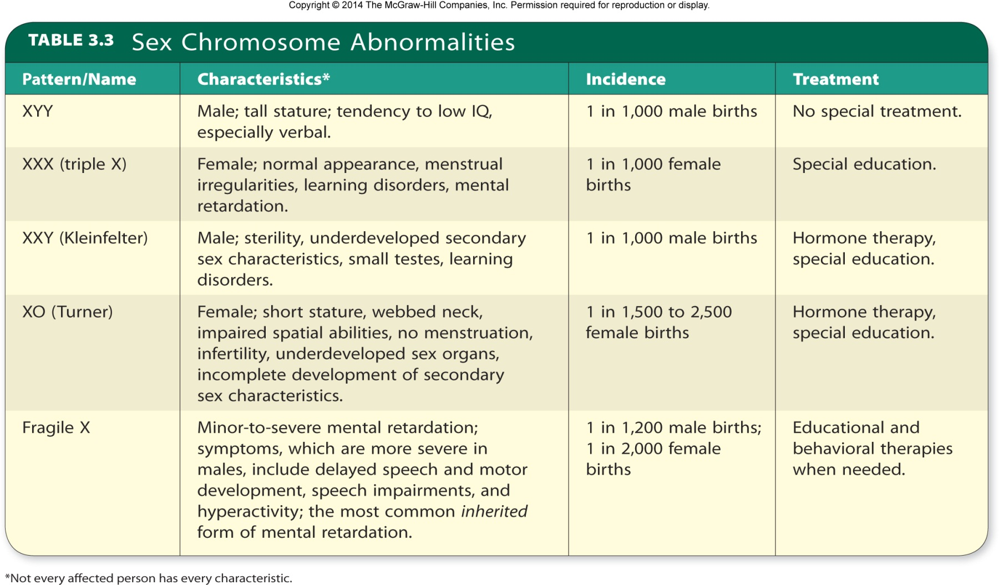 Copyright © 2014 The McGraw-Hill Companies, Inc. Permission required for reproduction or display.
TABLE 3.3 Sex Chromosome Abnormalities
Pattern/Name
Characteristics*
Incidence
Treatment
XYY
Male; tall stature; tendency to low IQ,
especially verbal.
1 in 1,000 male births
No special treatment.
XXX (triple X)
Female; normal appearance, menstrual
irregularities, learning disorders, mental
retardation.
1 in 1,000 female
births
Special education.
XXY (Kleinfelter)
Male; sterility, underdeveloped secondary
sex characteristics, small testes, learning
disorders.
1 in 1,000 male births
Hormone therapy,
special education.
XO (Turner)
Female; short stature, webbed neck,
impaired spatial abilities, no menstruation,
infertility, underdeveloped sex organs,
incomplete development of secondary
sex characteristics.
1 in 1,500 to 2,500
female births
Hormone therapy,
special education.
Fragile X
Minor-to-severe mental retardation;
symptoms, which are more severe in
males, include delayed speech and motor
development, speech impairments, and
hyperactivity; the most common inherited
form of mental retardation.
1 in 1,200 male births;
1 in 2,000 female
births
Educational and
behavioral therapies
when needed.
*Not every affected person has every characteristic.